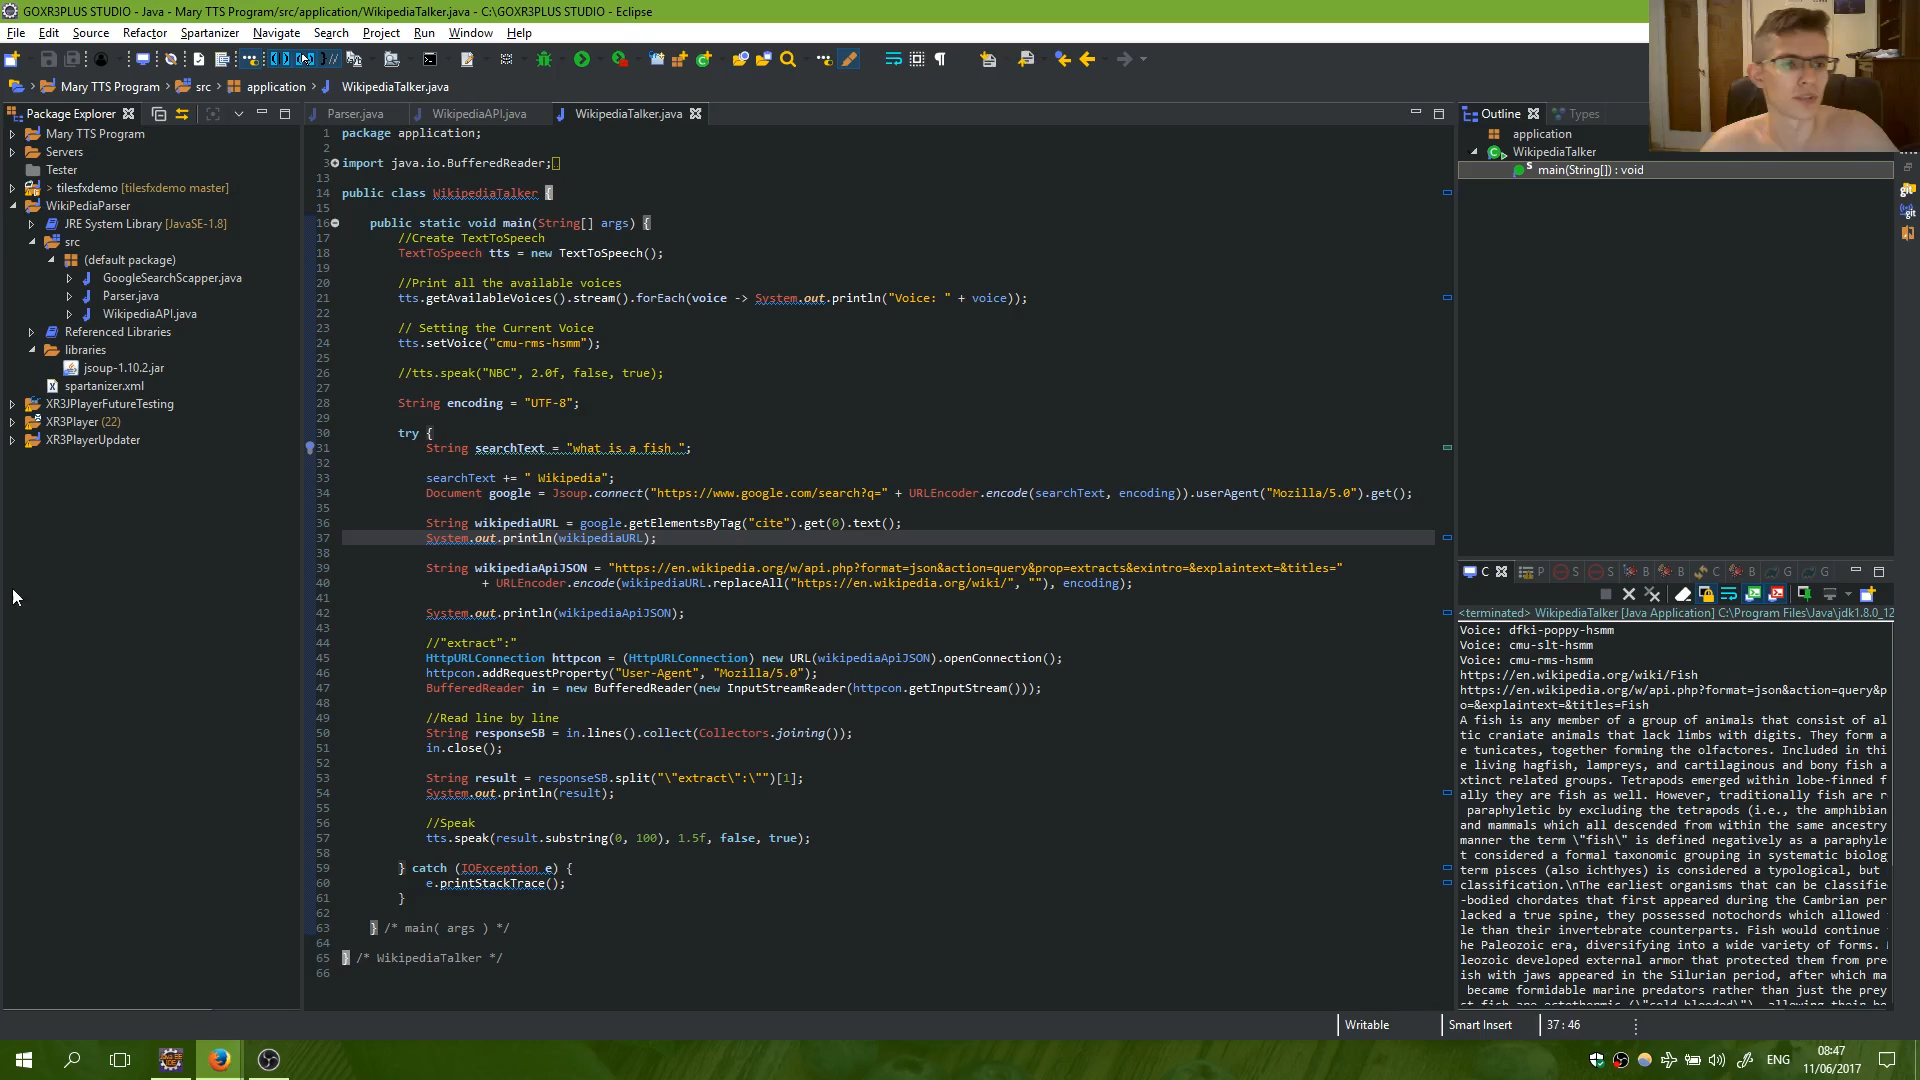 GOXR3PLUS STUDIO - Java - Mary TTS Program/src/application/WikipediaTalker.java - C:\GOXR3PLUS STUDIO - Eclipse
File Edit Source Refactor Spartanizer Navigate Search Project Run Window Help
Mary TTS Program src application WikipediaTalker.java
Package Explorer
Mary TTS Program
Servers
Tester
> tilesfxdemo [tilesfxdemo master]
WikiPediaParser
JRE System Library [JavaSE-1.8]
src
(default package)
GoogleSearchScapper.java
Parser.java
WikipediaAPI.java
Referenced Libraries
libraries
jsoup-1.10.2.jar
spartanizer.xml
XR3JPlayerFutureTesting
XR3Player (22)
XR3PlayerUpdater
Parser.java WikipediaAPI.java WikipediaTalker.java
1 package application;
2
3 import java.io.BufferedReader;
13
14 public class WikipediaTalker {
15
16 public static void main(String[] args) {
17 //Create TextToSpeech
18 TextToSpeech tts = new TextToSpeech();
19
20 //Print all the available voices
21 tts.getAvailableVoices().stream().forEach(voice -> System.out.println("Voice: " + voice));
22
23 // Setting the Current Voice
24 tts.setVoice("cmu-rms-hsmm");
25
26 //tts.speak("NBC", 2.0f, false, true);
27
28 String encoding = "UTF-8";
29
30 try {
31 String searchText = "what is a fish ";
32
33 searchText += " Wikipedia";
34 Document google = Jsoup.connect("https://www.google.com/search?q=" + URLEncoder.encode(searchText, encoding)).userAgent("Mozilla/5.0").get();
35
36 String wikipediaURL = google.getElementsByTag("cite").get(0).text();
37 System.out.println(wikipediaURL);
38
39 String wikipediaApiJSON = "https://en.wikipedia.org/w/api.php?format=json&action=query&prop=extracts&exintro=&explaintext=&titles="
40 + URLEncoder.encode(wikipediaURL.replaceAll("https://en.wikipedia.org/wiki/", ""), encoding);
41
42 System.out.println(wikipediaApiJSON);
43
44 //"extract":"
45 HttpURLConnection httpcon = (HttpURLConnection) new URL(wikipediaApiJSON).openConnection();
46 httpcon.addRequestProperty("User-Agent", "Mozilla/5.0");
47 BufferedReader in = new BufferedReader(new InputStreamReader(httpcon.getInputStream()));
48
49 //Read line by line
50 String responseSB = in.lines().collect(Collectors.joining());
51 in.close();
52
53 String result = responseSB.split("\"extract\":\"")[1];
54 System.out.println(result);
55
56 //Speak
57 tts.speak(result.substring(0, 100), 1.5f, false, true);
58
59 } catch (IOException e) {
60 e.printStackTrace();
61 }
62
63 } /* main( args ) */
64
65 } /* WikipediaTalker */
66
Outline Types
application
WikipediaTalker
main(String[]) : void
C P S S B B C B G G
<terminated> WikipediaTalker [Java Application] C:\Program Files\Java\jdk1.8.0_12
Voice: dfki-poppy-hsmm
Voice: cmu-slt-hsmm
Voice: cmu-rms-hsmm
https://en.wikipedia.org/wiki/Fish
https://en.wikipedia.org/w/api.php?format=json&action=query&p
o=&explaintext=&titles=Fish
A fish is any member of a group of animals that consist of al
tic craniate animals that lack limbs with digits. They form a
e tunicates, together forming the olfactores. Included in thi
e living hagfish, lampreys, and cartilaginous and bony fish a
xtinct related groups. Tetrapods emerged within lobe-finned f
ally they are fish as well. However, traditionally fish are r
paraphyletic by excluding the tetrapods (i.e., the amphibian
and mammals which all descended from within the same ancestry
manner the term \"fish\" is defined negatively as a paraphyle
t considered a formal taxonomic grouping in systematic biolog
term pisces (also ichthyes) is considered a typological, but
classification.\nThe earliest organisms that can be classifie
-bodied chordates that first appeared during the Cambrian per
lacked a true spine, they possessed notochords which allowed
le than their invertebrate counterparts. Fish would continue
he Paleozoic era, diversifying into a wide variety of forms.
leozoic developed external armor that protected them from pre
ish with jaws appeared in the Silurian period, after which ma
became formidable marine predators rather than just the prey
st fish are ectothermic (\"cold-blooded\"), allowing their bo
Writable Smart Insert 37 : 46
ENG 08:47
11/06/2017